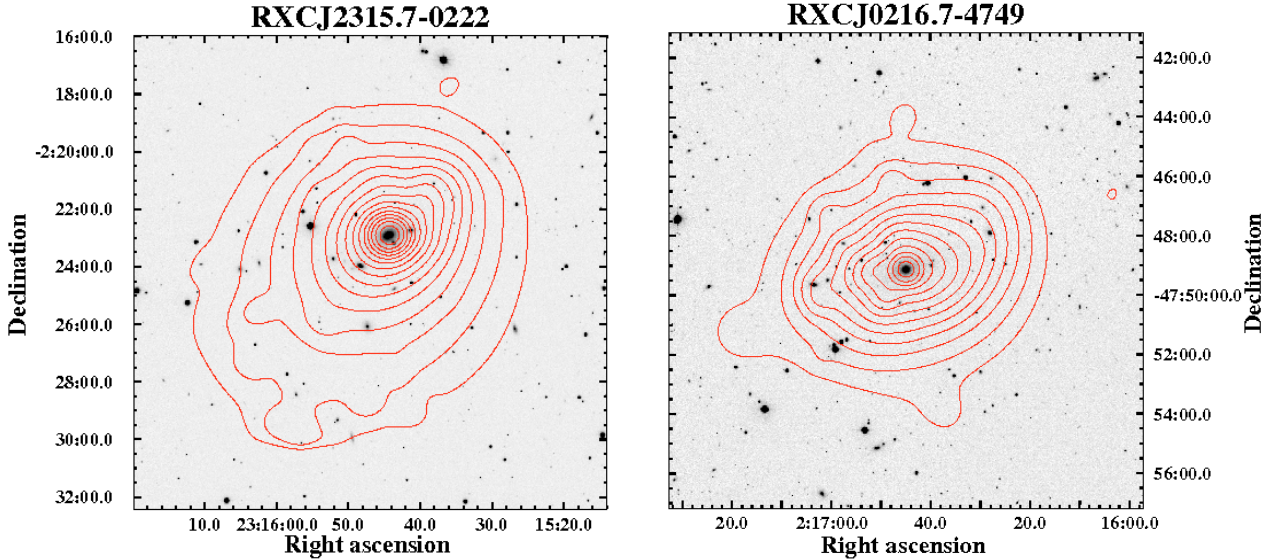 RXCJ2315.7-0222
16:00.0
18:00.0
-2:20:00.0
22:00.0
24:00.0
26:00.0
28:00.0
30:00.0
32:00.0
Declination
10.0 23:16:00.0 50.0 40.0 30.0 15:20.0
Right ascension
RXCJ0216.7-4749
42:00.0
44:00.0
46:00.0
48:00.0
-47:50:00.0
52:00.0
54:00.0
56:00.0
Declination
20.0 2:17:00.0 40.0 20.0 16:00.0
Right ascension